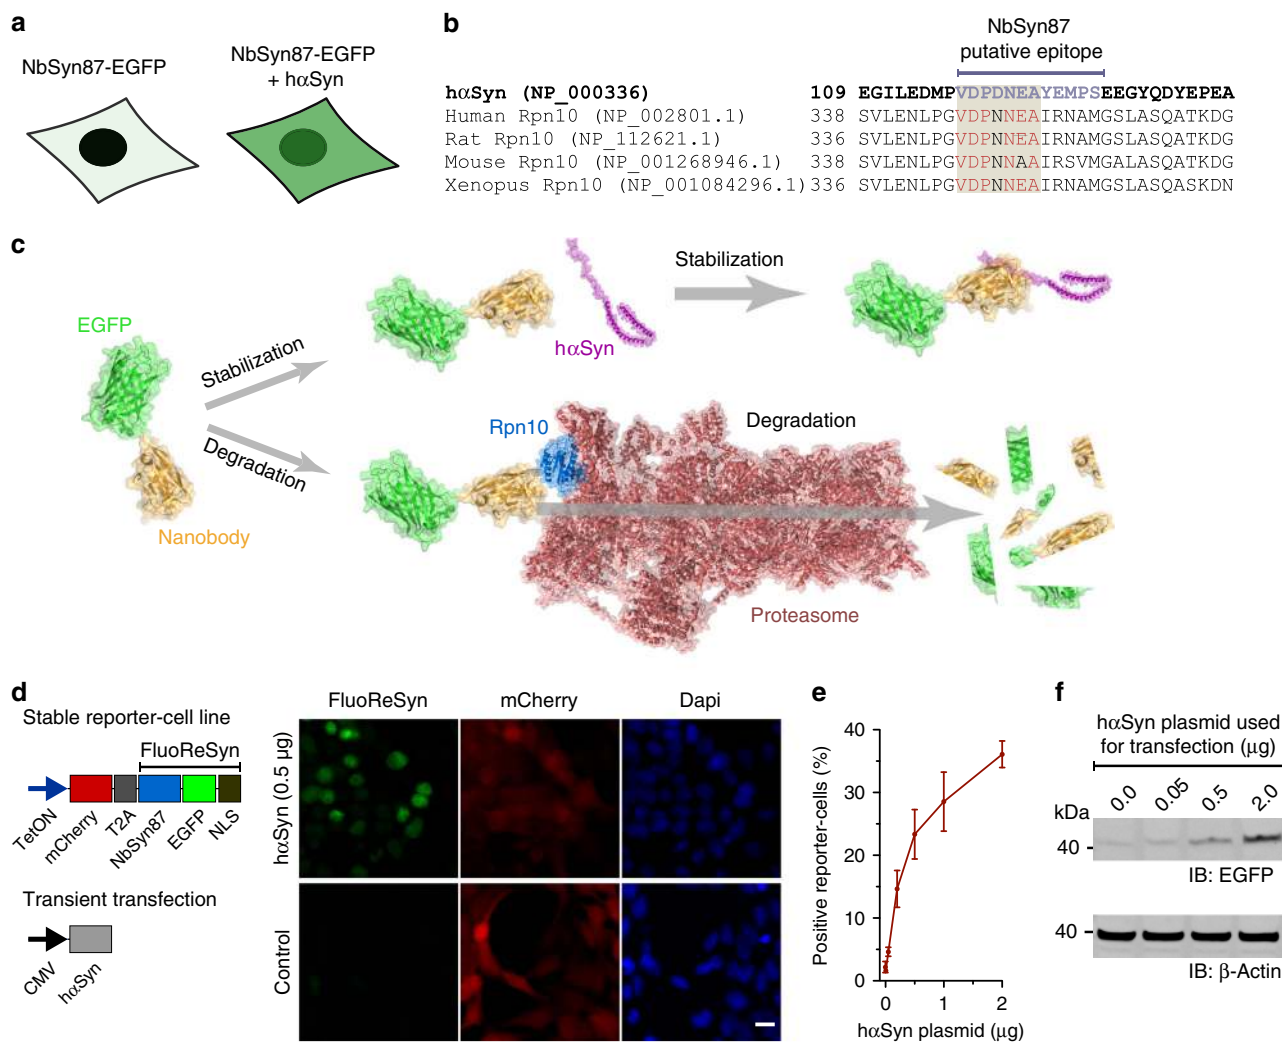 a
NbSyn87-EGFP
NbSyn87-EGFP
+ hαSyn
b
NbSyn87
putative epitope
hαSyn (NP_000336) 109 EGILEDMPVDPDNEAYEMPSEEGYQDYEPEA
Human Rpn10 (NP_002801.1) 338 SVLENLPGVDPNNEAIRNAMGSLASQATKDG
Rat Rpn10 (NP_112621.1) 336 SVLENLPGVDPNNEAIRNAMGSLASQATKDG
Mouse Rpn10 (NP_001268946.1) 338 SVLENLPGVDPNNAAIRSVMGALASQATKDG
Xenopus Rpn10 (NP_001084296.1) 336 SVLENLPGVDPNNEAIRNAMGSLASQASKDN
c
EGFP
Nanobody
Stabilization
Degradation
hαSyn
Stabilization
Rpn10
Degradation
Proteasome
d
Stable reporter-cell line
FluoReSyn
TetON
mCherry
T2A
NbSyn87
EGFP
NLS
Transient transfection
CMV
hαSyn
FluoReSyn
mCherry
Dapi
hαSyn (0.5 µg)
Control
e
Positive reporter-cells (%)
40
30
20
10
0
0 1 2
hαSyn plasmid (µg)
f
hαSyn plasmid used
for transfection (µg)
0.0 0.05 0.5 2.0
kDa
40
IB: EGFP
40
IB: β-Actin